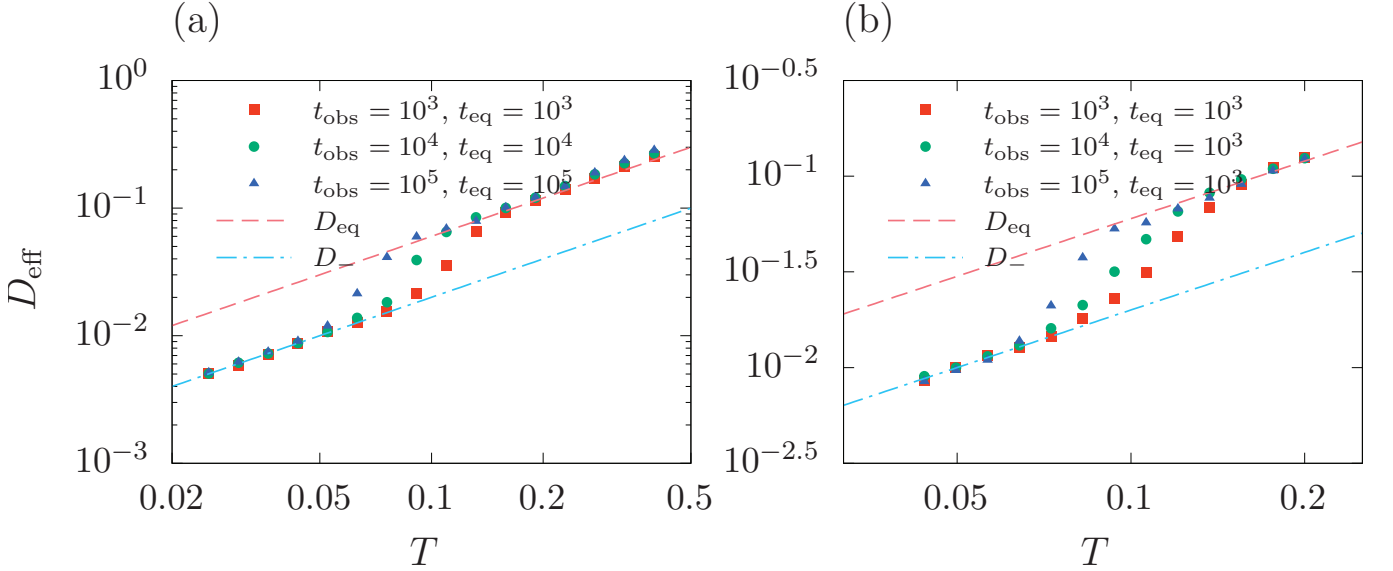 (a)
10^0
10^{-1}
10^{-2}
10^{-3}
D_eff
t_obs = 10^3, t_eq = 10^3
t_obs = 10^4, t_eq = 10^4
t_obs = 10^5, t_eq = 10^5
D_eq
D_−
0.02 0.05 0.1 0.2 0.5
T
(b)
10^{-0.5}
10^{-1}
10^{-1.5}
10^{-2}
10^{-2.5}
t_obs = 10^3, t_eq = 10^3
t_obs = 10^4, t_eq = 10^3
t_obs = 10^5, t_eq = 10^3
D_eq
D_−
0.05 0.1 0.2
T